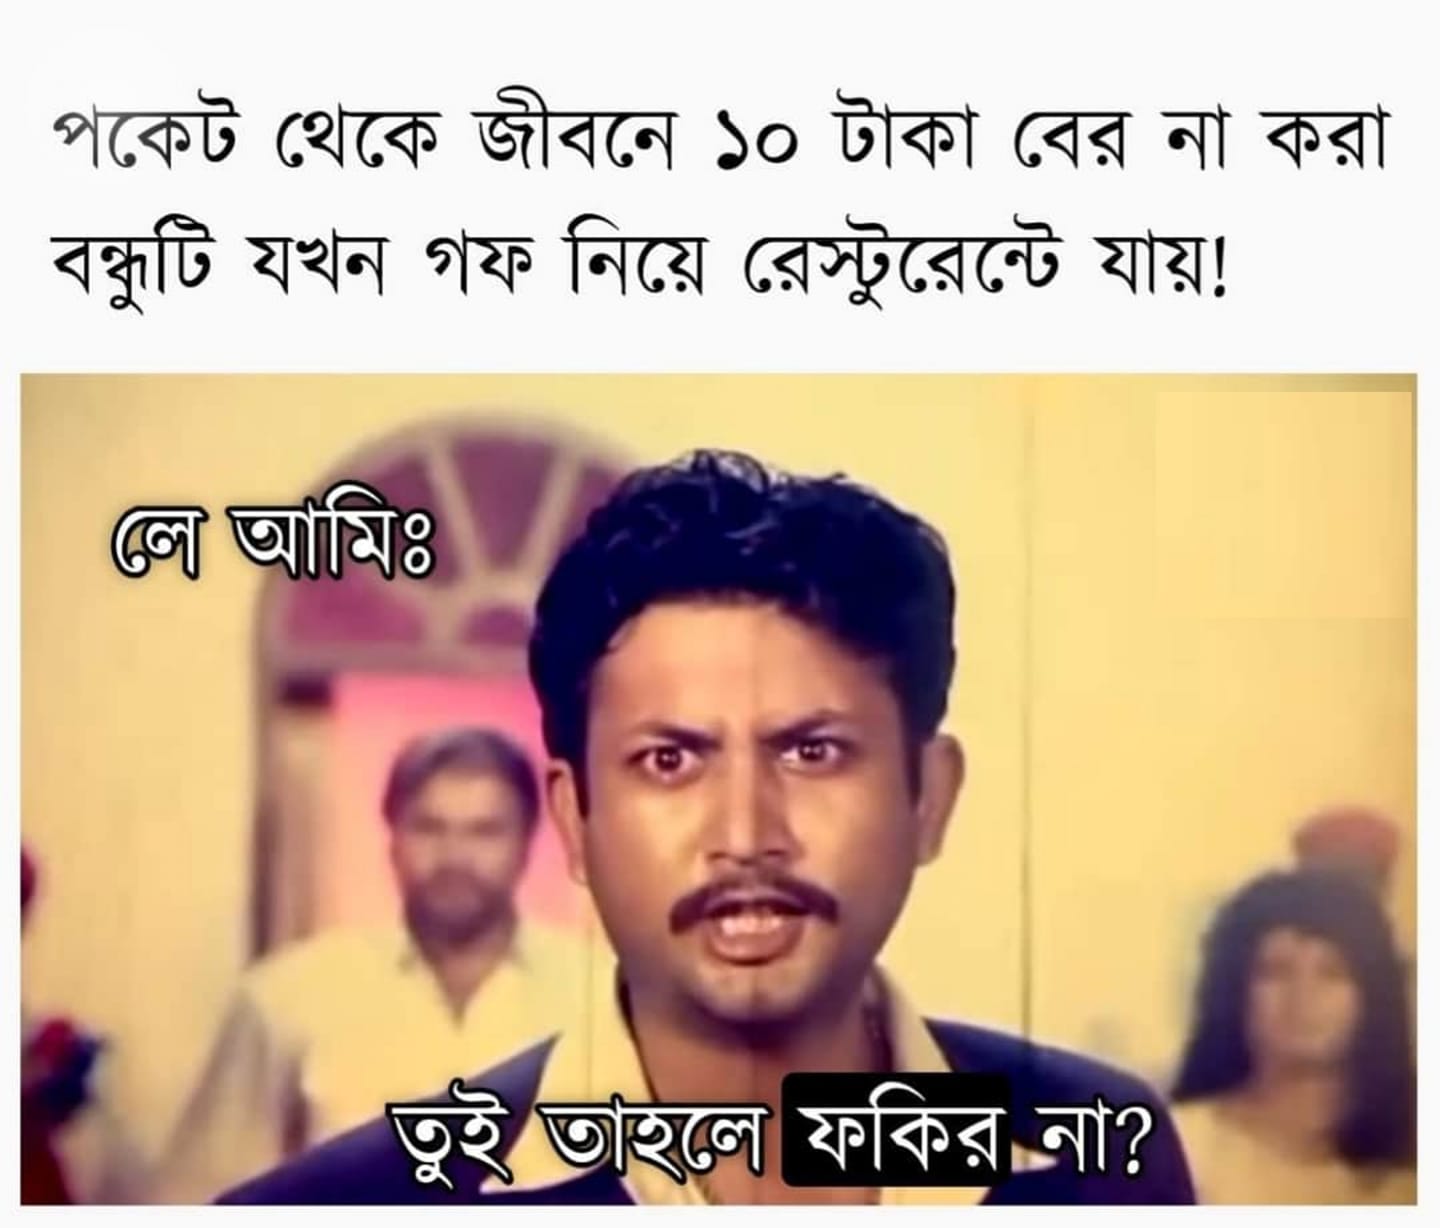 পকেট থেকে জীবনে ১০ টাকা বের না করা
বন্ধুটি যখন গফ নিয়ে রেস্টুরেন্টে যায়!
লে আমিঃ
তুই তাহলে ফকির না?